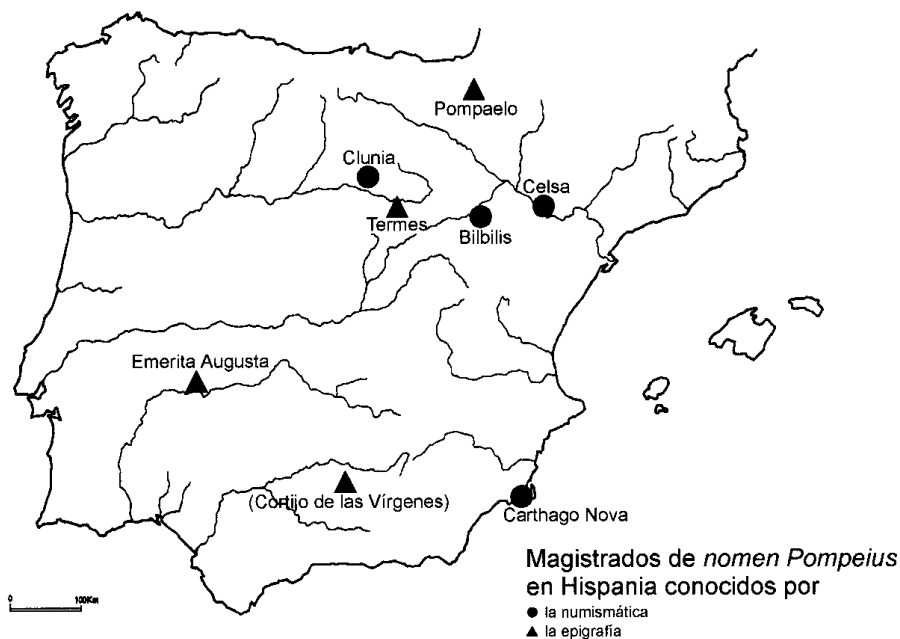 Pompaelo
Clunia
Celsa
Termes
Bilbilis
Emerita Augusta
(Cortijo de las Vírgenes)
Carthago Nova
Magistrados de nomen Pompeius
en Hispania conocidos por
la numismática
la epigrafía
0 100Km